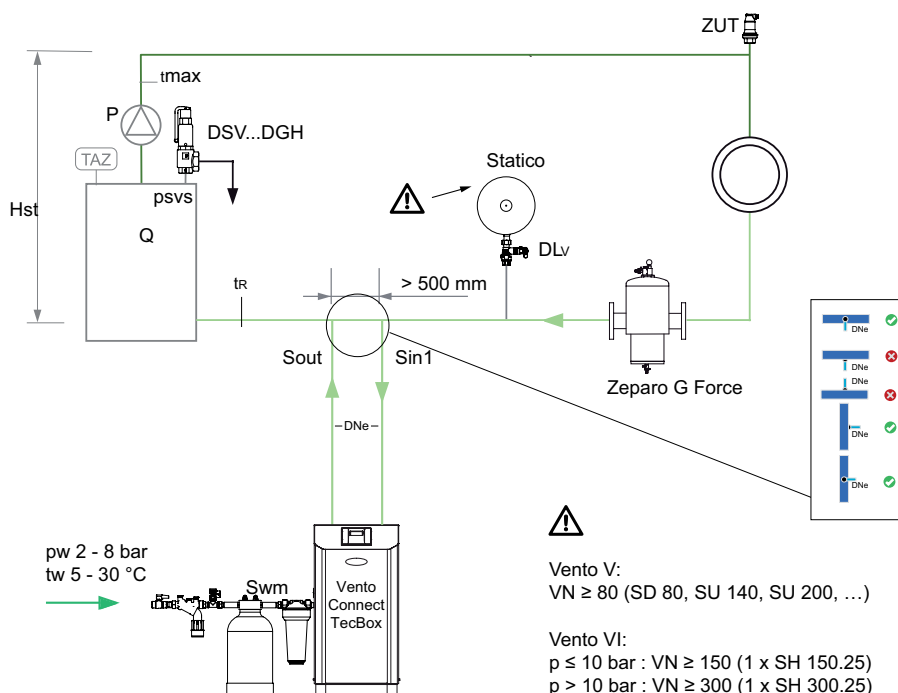 ZUT
tmax
P
DSV...DGH
TAZ
psvs
Hst
Q
Statico
DLv
tR
> 500 mm
Sout
Sin1
Zeparo G Force
DNe
DNe
DNe
DNe
DNe
-DNe-
pw 2 - 8 bar
tw 5 - 30 °C
Swm
Vento
Connect
TecBox
Vento V:
VN ≥ 80 (SD 80, SU 140, SU 200, …)
Vento VI:
p ≤ 10 bar : VN ≥ 150 (1 x SH 150.25)
p > 10 bar : VN ≥ 300 (1 x SH 300.25)